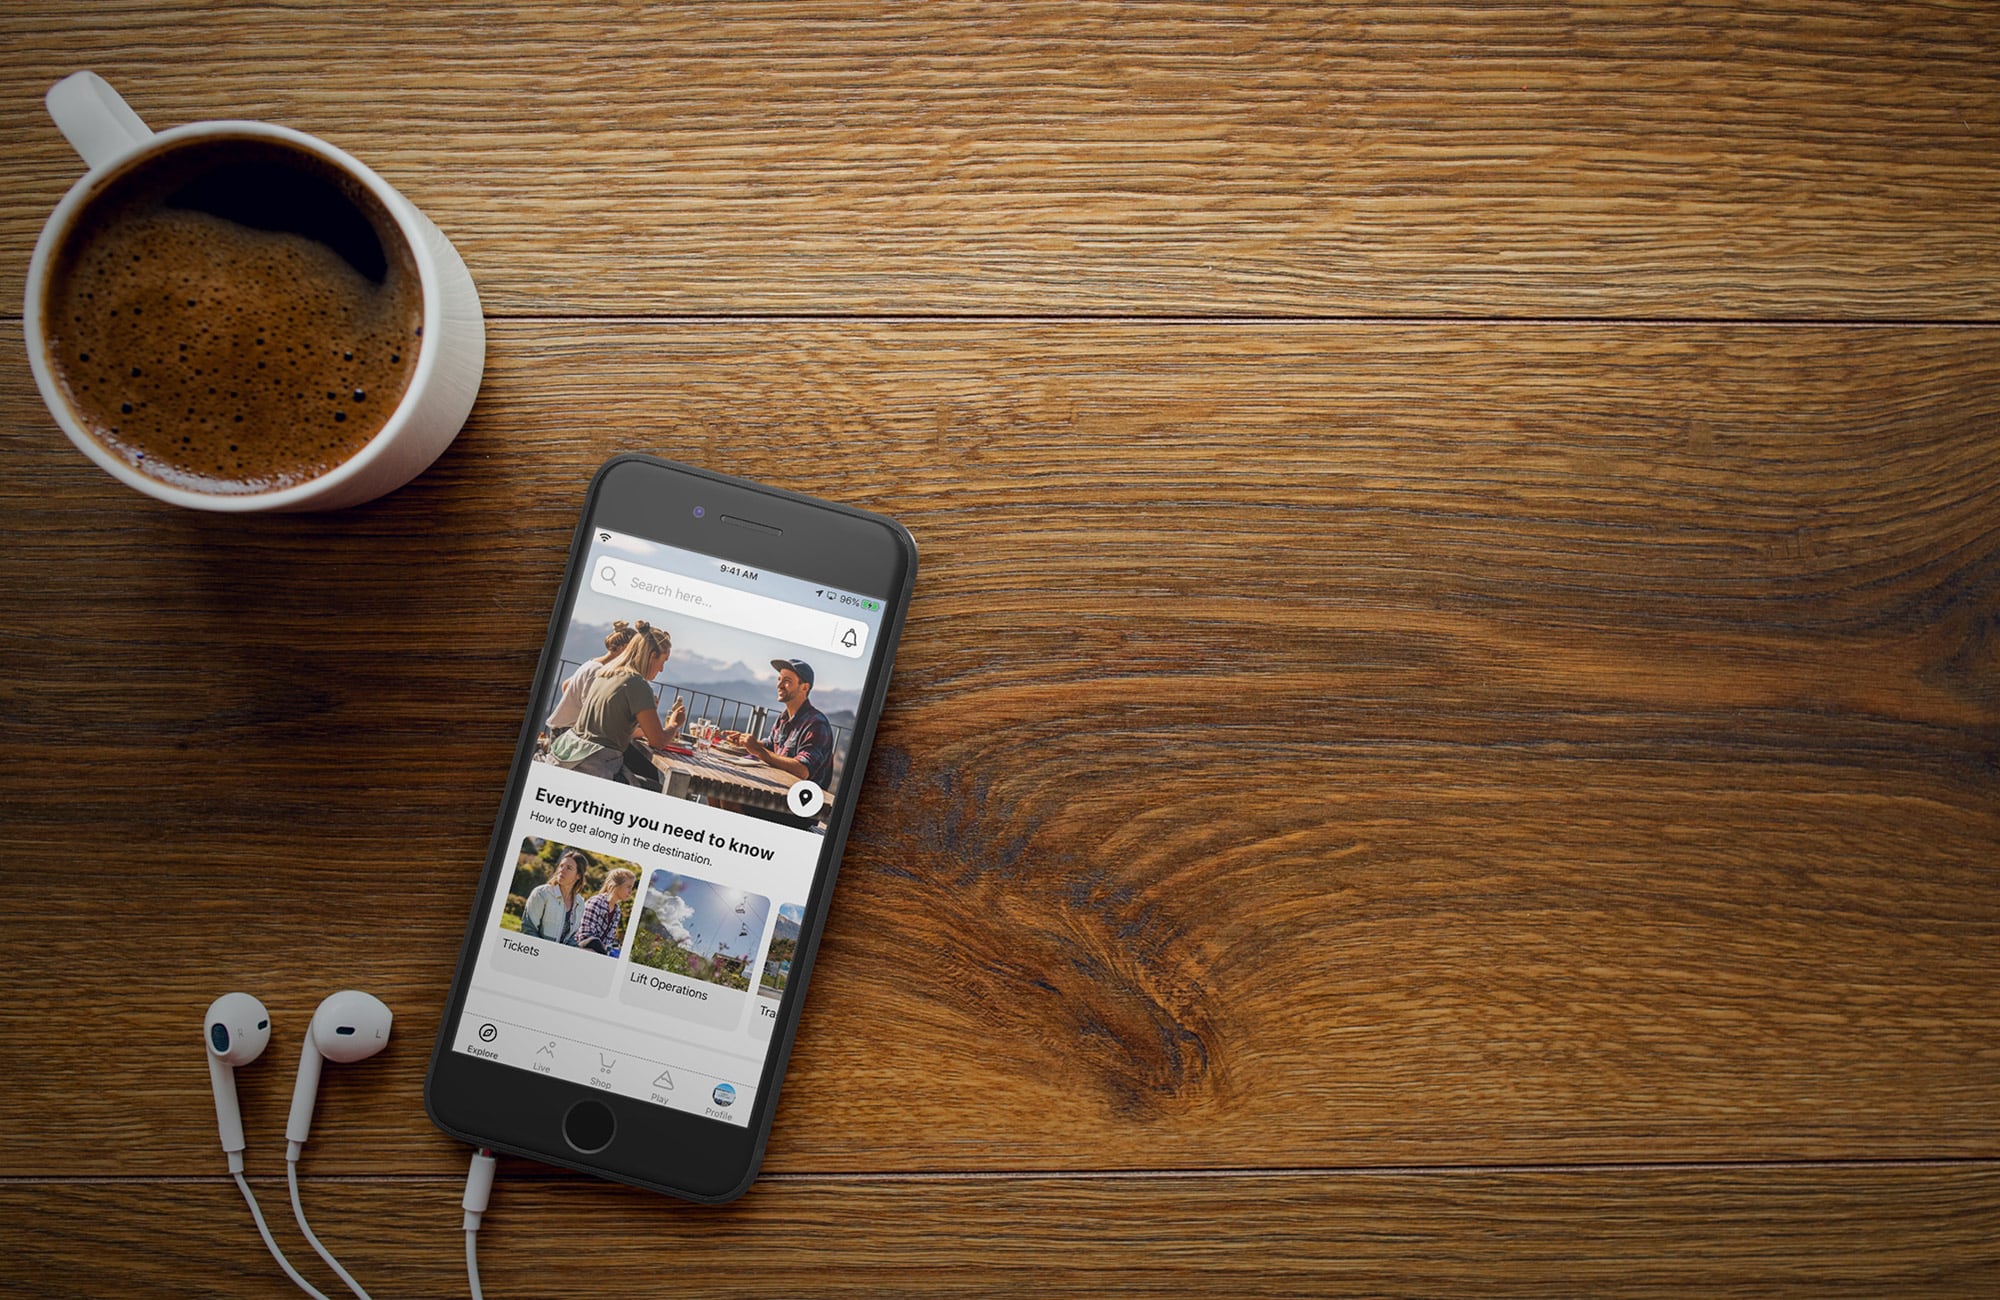 9:41 AM
96%
Search here...
Everything you need to know
How to get along in the destination.
Tickets
Lift Operations
Tra
Explore
Live
Shop
Play
Profile
R
L